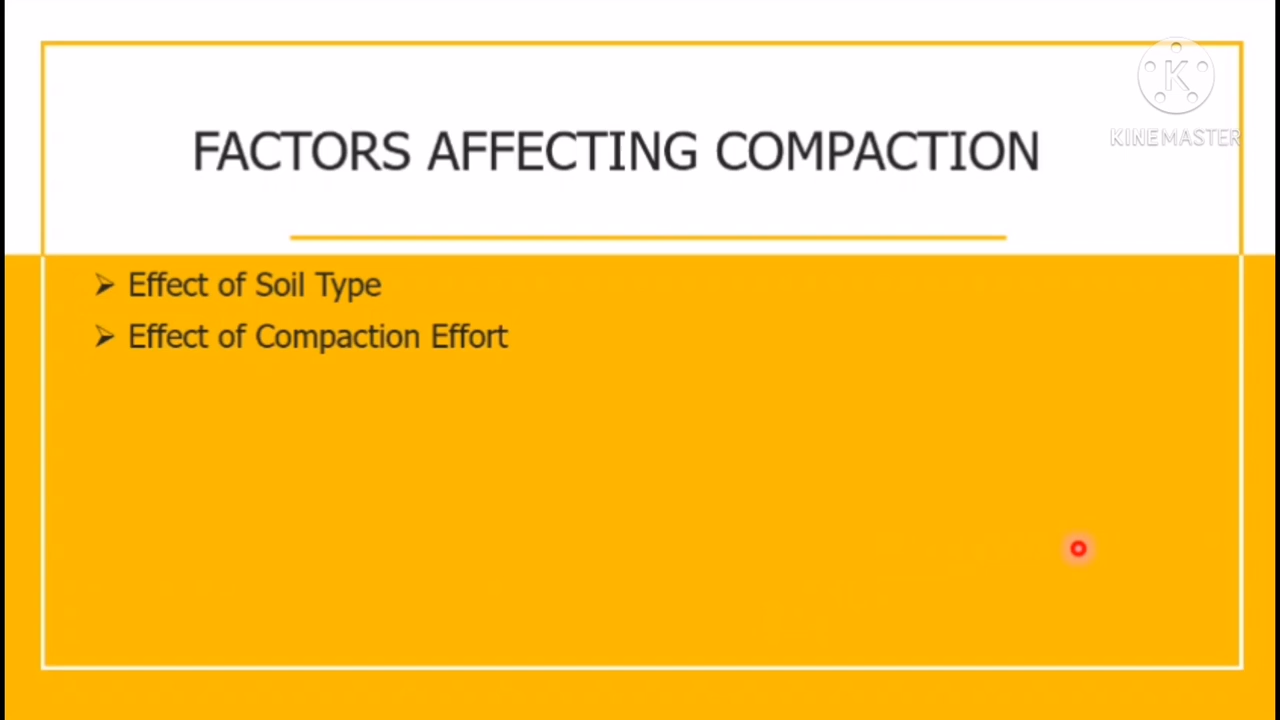 FACTORS AFFECTING COMPACTION
K
KINEMASTER
Effect of Soil Type
Effect of Compaction Effort